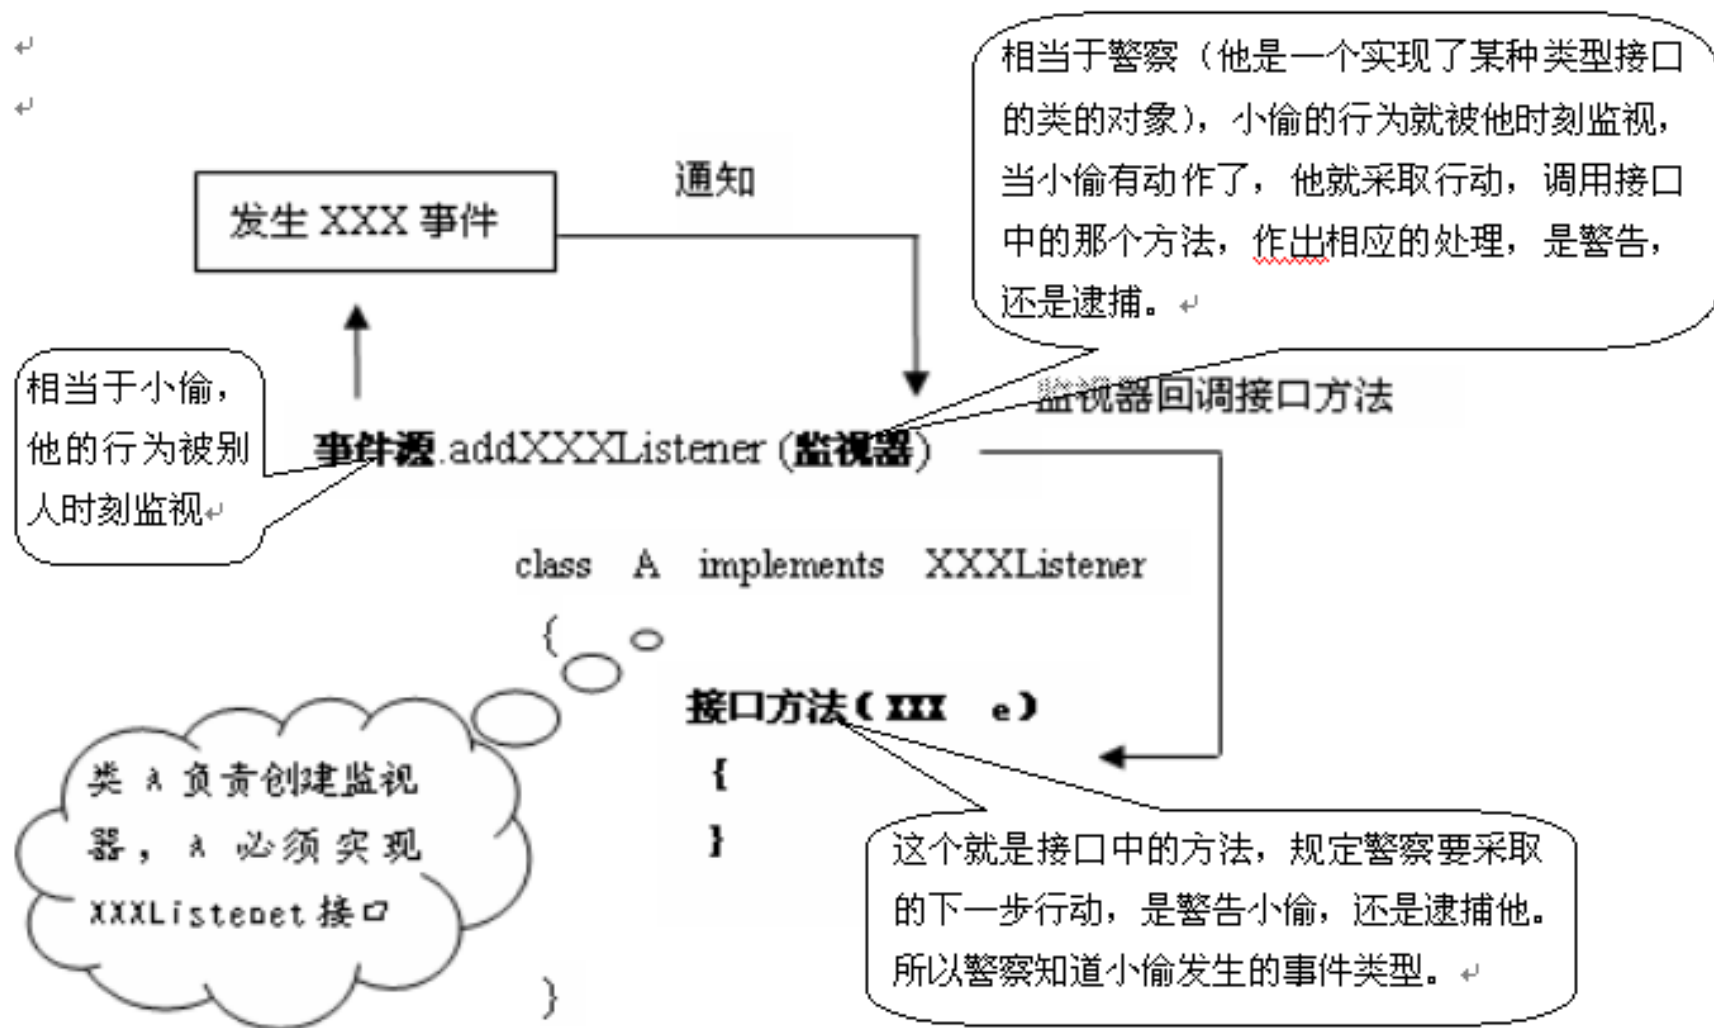 相当于警察（他是一个实现了某种类型接口
的类的对象），小偷的行为就被他时刻监视，
当小偷有动作了，他就采取行动，调用接口
中的那个方法，作出相应的处理，是警告，
还是逮捕。
通知
发生 XXX 事件
相当于小偷，
他的行为被别
人时刻监视
监视器回调接口方法
事件源.addXXXListener (监视器)
class A implements XXXListener
{
接口方法( XXX e )
{
}
类 A 负责创建监视
器，A 必须实现
XXXListenet 接口
这个就是接口中的方法，规定警察要采取
的下一步行动，是警告小偷，还是逮捕他。
所以警察知道小偷发生的事件类型。
}